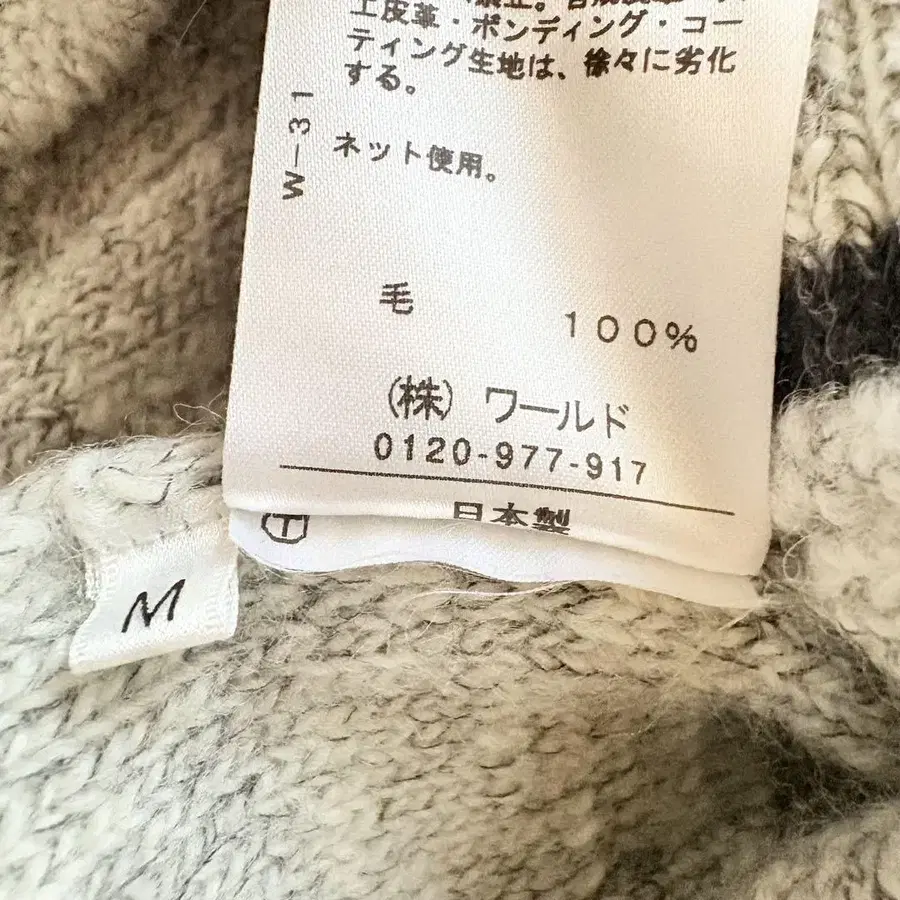 工皮革・ボンディング・コー
ティング生地は、徐々に劣化
する。
W-31
ネット使用。
毛 100%
(株) ワールド
0120-977-917
日本製
M